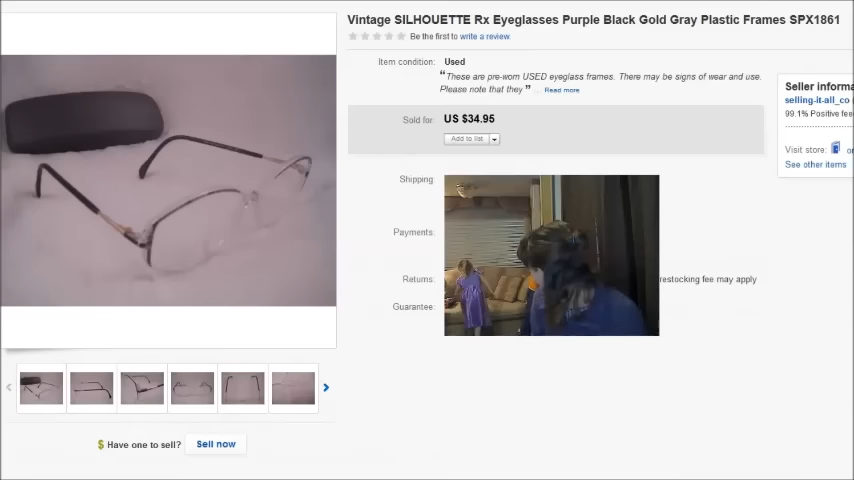 Vintage SILHOUETTE Rx Eyeglasses Purple Black Gold Gray Plastic Frames SPX1861
Be the first to write a review.
Item condition: Used
“These are pre-worn USED eyeglass frames. There may be signs of wear and use.
Please note that they ” ... Read more
Sold for: US $34.95
Add to list
Shipping:
Payments:
Returns: restocking fee may apply
Guarantee:
Seller informa
selling-it-all_co
99.1% Positive fee
Visit store:
See other items
$ Have one to sell? Sell now